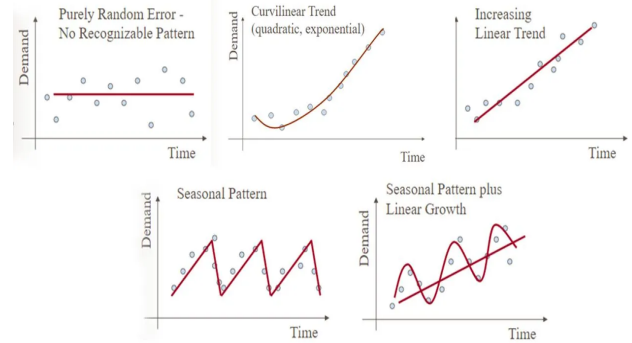 Purely Random Error -
No Recognizable Pattern
Demand
Time
Curvilinear Trend
(quadratic, exponential)
Demand
Time
Increasing
Linear Trend
Demand
Time
Seasonal Pattern
Demand
Time
Seasonal Pattern plus
Linear Growth
Demand
Time